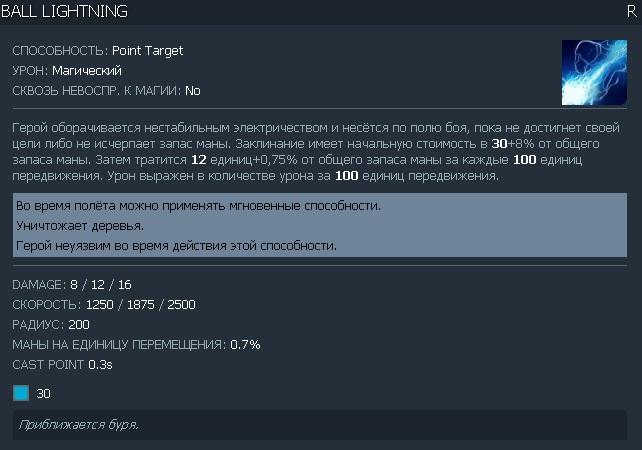 BALL LIGHTNING R
СПОСОБНОСТЬ: Point Target
УРОН: Магический
СКВОЗЬ НЕВОСПР. К МАГИИ: No
Герой оборачивается нестабильным электричеством и несётся по полю боя, пока не достигнет своей
цели либо не исчерпает запас маны. Заклинание имеет начальную стоимость в 30+8% от общего
запаса маны. Затем тратится 12 единиц+0,75% от общего запаса маны за каждые 100 единиц
передвижения. Урон выражен в количестве урона за 100 единиц передвижения.
Во время полёта можно применять мгновенные способности.
Уничтожает деревья.
Герой неуязвим во время действия этой способности.
DAMAGE: 8 / 12 / 16
СКОРОСТЬ: 1250 / 1875 / 2500
РАДИУС: 200
МАНЫ НА ЕДИНИЦУ ПЕРЕМЕЩЕНИЯ: 0.7%
CAST POINT 0.3s
30
Приближается буря.